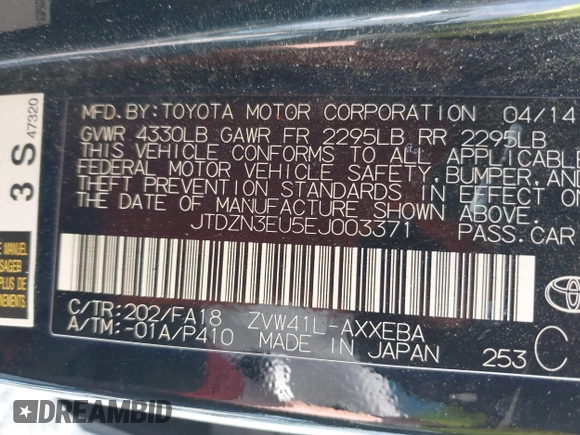 MFD. BY: TOYOTA MOTOR CORPORATION 04/14
GVWR 4330LB GAWR FR 2295LB RR 2295LB
THIS VEHICLE CONFORMS TO ALL APPLICABLE
FEDERAL MOTOR VEHICLE SAFETY, BUMPER, AND
THEFT PREVENTION STANDARDS IN EFFECT ON
THE DATE OF MANUFACTURE SHOWN ABOVE.
JTDZN3EU5EJ003371 PASS.CAR
C/TR:202/FA18 ZVW41L-AXXEBA
A/TM:-01A/P410 MADE IN JAPAN 253 C
TOYOTA
3 S 47320
MANUEL
DREAMBID